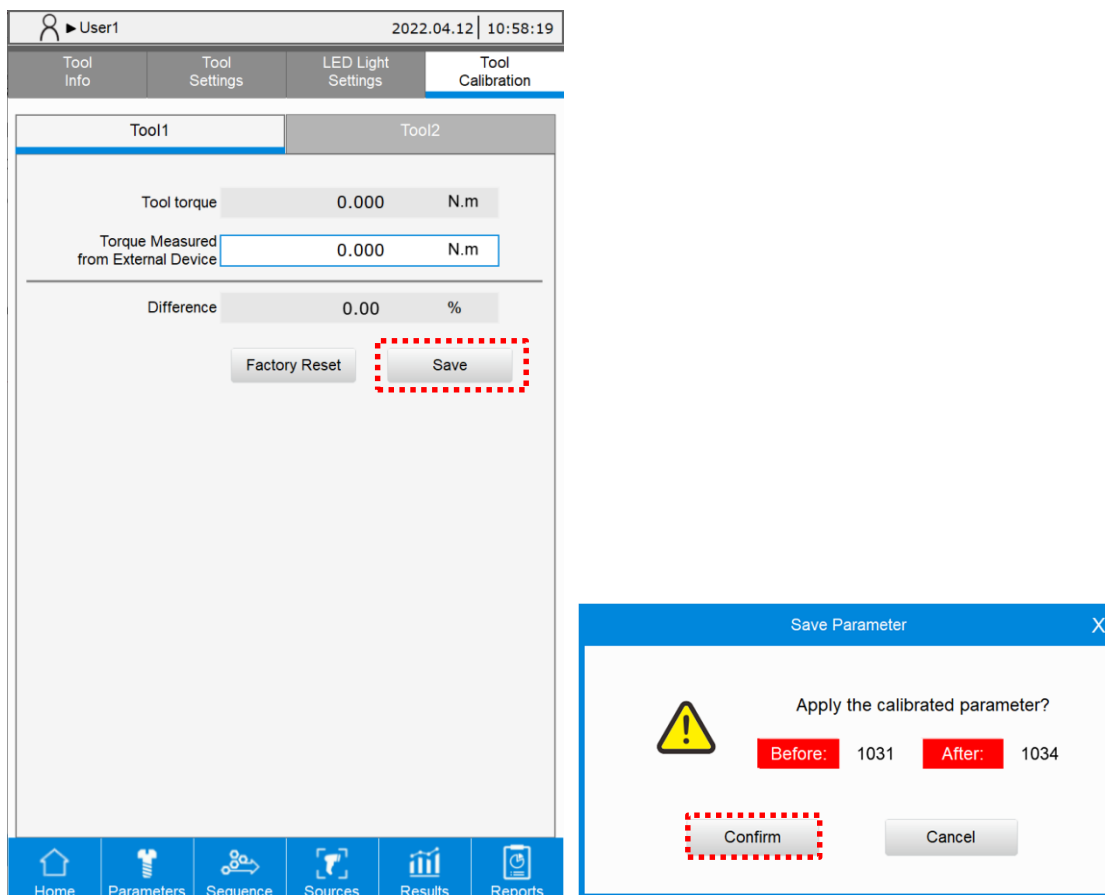 ►User1
2022.04.12 10:58:19
Tool Info
Tool Settings
LED Light Settings
Tool Calibration
Tool1
Tool2
Tool torque 0.000 N.m
Torque Measured from External Device 0.000 N.m
Difference 0.00 %
Factory Reset
Save
Home
Parameters
Sequence
Sources
Results
Reports
Save Parameter X
Apply the calibrated parameter?
Before: 1031 After: 1034
Confirm
Cancel